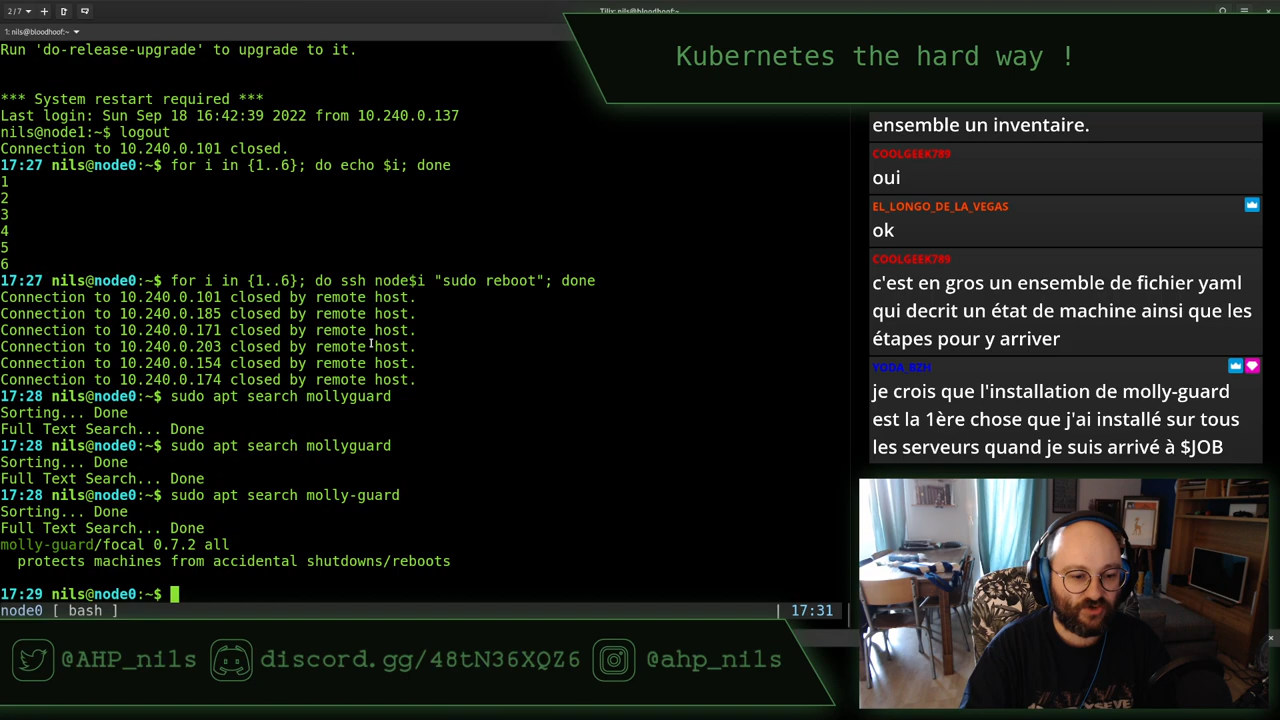 2/7
Tilix: nils@bloodhoof:~
1: nils@bloodhoof:~
Run 'do-release-upgrade' to upgrade to it.
*** System restart required ***
Last login: Sun Sep 18 16:42:39 2022 from 10.240.0.137
nils@node1:~$ logout
Connection to 10.240.0.101 closed.
17:27 nils@node0:~$ for i in {1..6}; do echo $i; done
1
2
3
4
5
6
17:27 nils@node0:~$ for i in {1..6}; do ssh node$i "sudo reboot"; done
Connection to 10.240.0.101 closed by remote host.
Connection to 10.240.0.185 closed by remote host.
Connection to 10.240.0.171 closed by remote host.
Connection to 10.240.0.203 closed by remote host.
Connection to 10.240.0.154 closed by remote host.
Connection to 10.240.0.174 closed by remote host.
17:28 nils@node0:~$ sudo apt search mollyguard
Sorting... Done
Full Text Search... Done
17:28 nils@node0:~$ sudo apt search mollyguard
Sorting... Done
Full Text Search... Done
17:28 nils@node0:~$ sudo apt search molly-guard
Sorting... Done
Full Text Search... Done
molly-guard/focal 0.7.2 all
protects machines from accidental shutdowns/reboots
17:29 nils@node0:~$
node0 [ bash ] | 17:31
Kubernetes the hard way !
ensemble un inventaire.
COOLGEEK789
oui
EL_LONGO_DE_LA_VEGAS
ok
COOLGEEK789
c'est en gros un ensemble de fichier yaml
qui decrit un état de machine ainsi que les
étapes pour y arriver
YODA_BZH
je crois que l'installation de molly-guard
est la 1ère chose que j'ai installé sur tous
les serveurs quand je suis arrivé à $JOB
@AHP_nils discord.gg/48tN36XQZ6 @ahp_nils